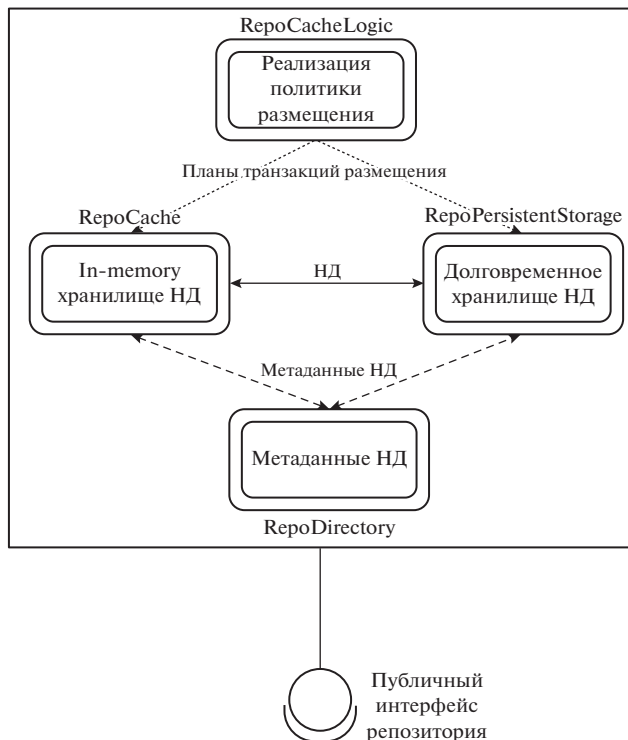 RepoCacheLogic
Реализация
политики
размещения
Планы транзакций размещения
RepoCache
RepoPersistentStorage
In-memory
хранилище НД
НД
Долговременное
хранилище НД
Метаданные НД
Метаданные НД
RepoDirectory
Публичный
интерфейс
репозитория